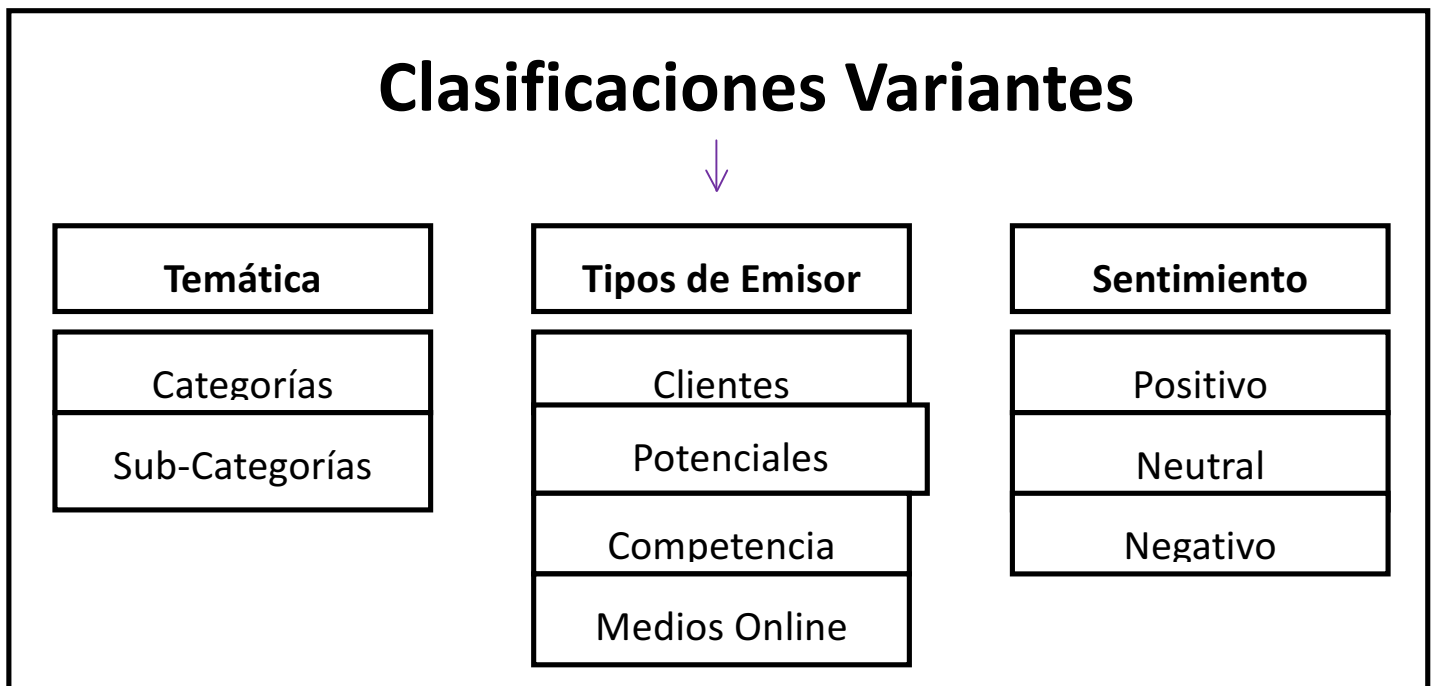 Clasificaciones Variantes
Temática
Categorías
Sub-Categorías
Tipos de Emisor
Clientes
Potenciales
Competencia
Medios Online
Sentimiento
Positivo
Neutral
Negativo